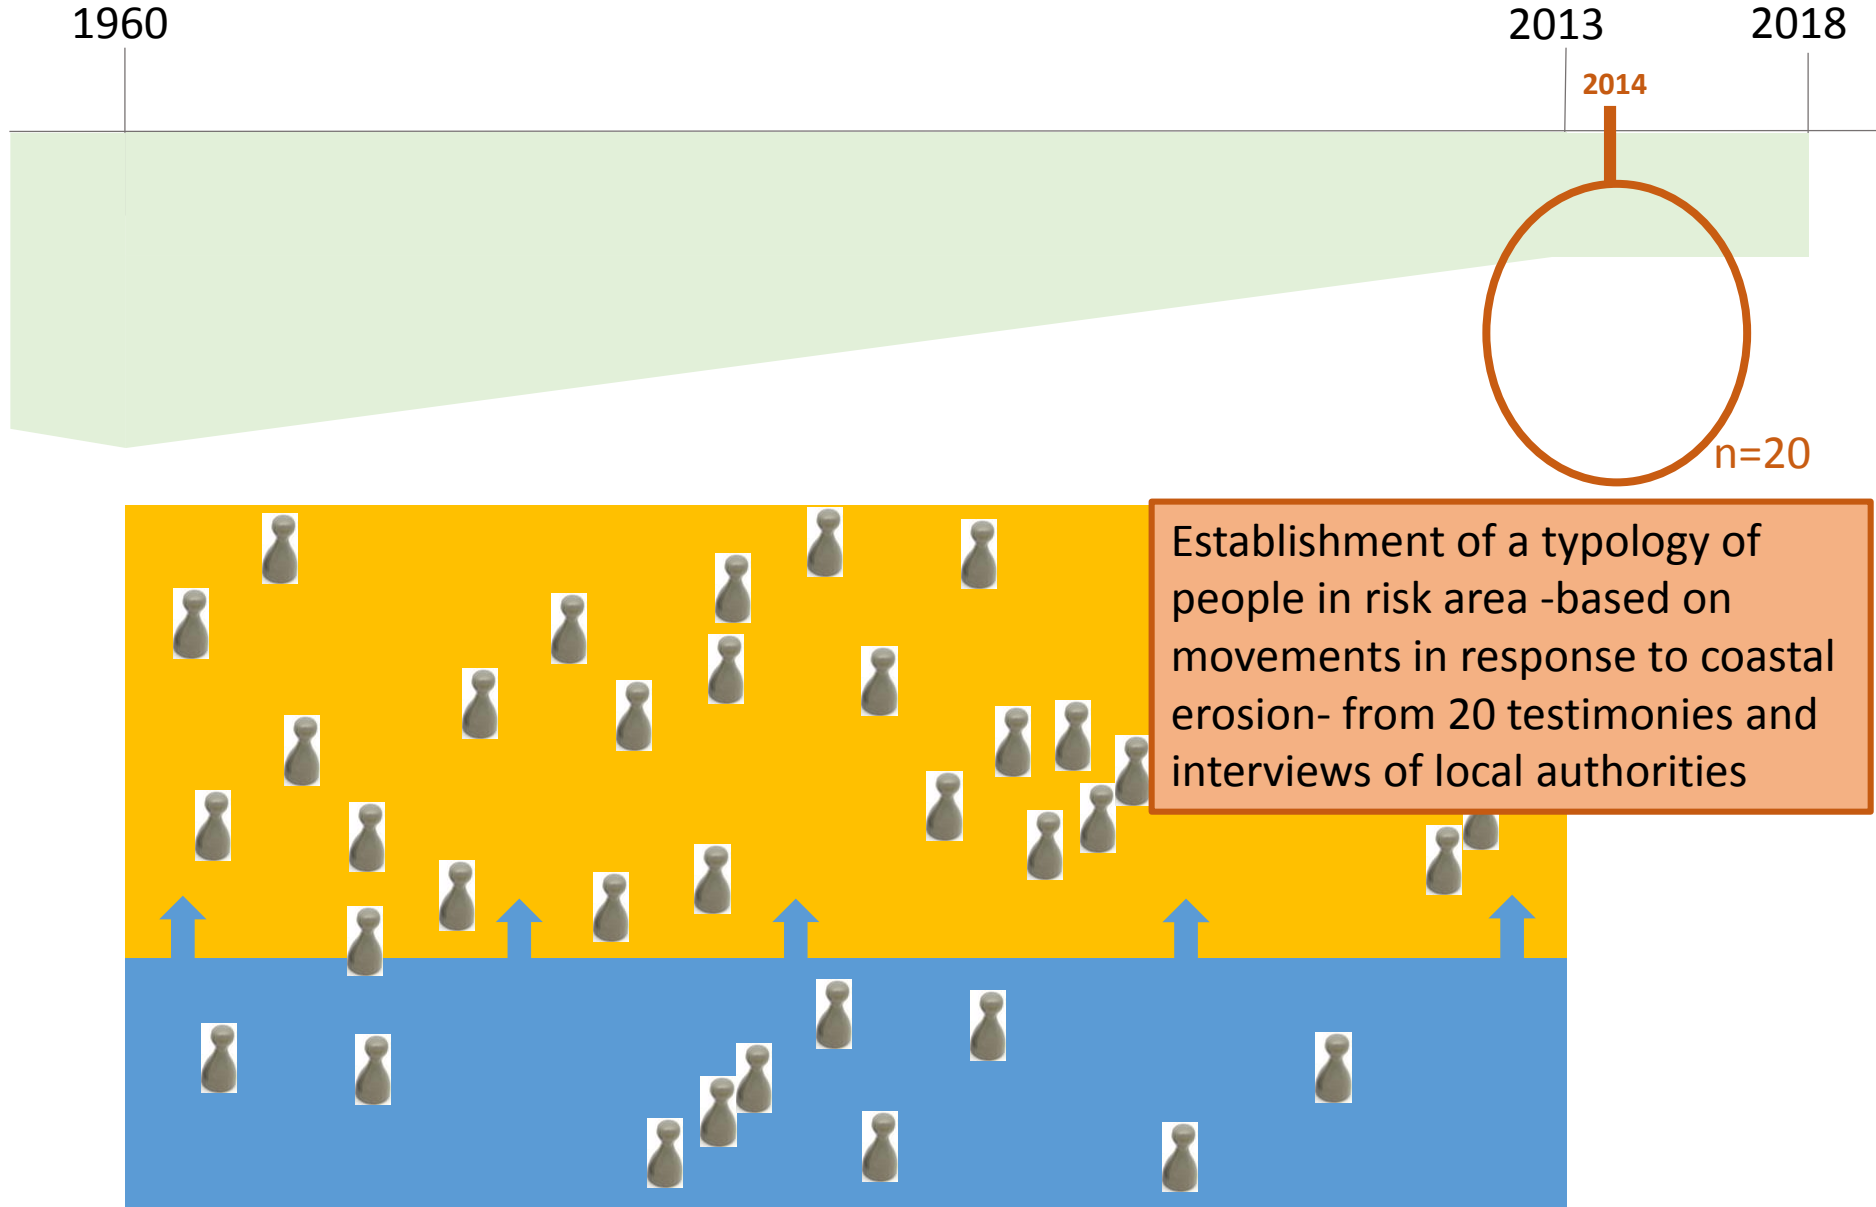 1960
2013
2018
2014
n=20
Establishment of a typology of
people in risk area -based on
movements in response to coastal
erosion- from 20 testimonies and
interviews of local authorities